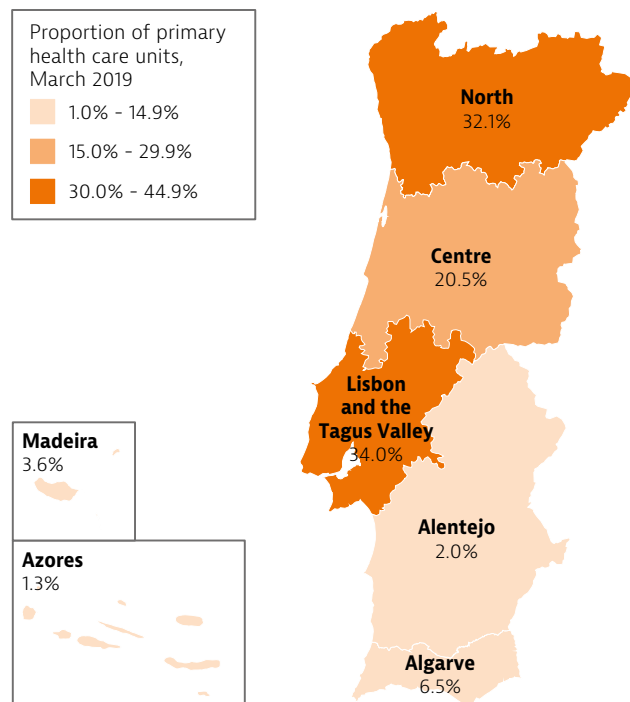 Proportion of primary
health care units,
March 2019
1.0% - 14.9%
15.0% - 29.9%
30.0% - 44.9%
North
32.1%
Centre
20.5%
Lisbon
and the
Tagus Valley
34.0%
Madeira
3.6%
Alentejo
2.0%
Azores
1.3%
Algarve
6.5%